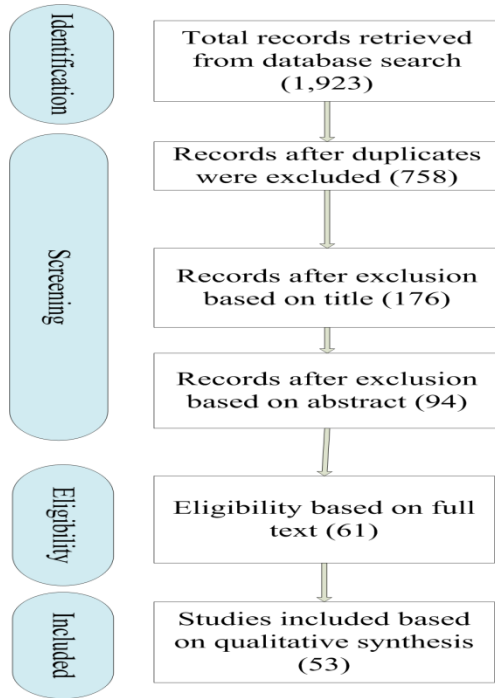 Identification
Total records retrieved
from database search
(1,923)
Screening
Records after duplicates
were excluded (758)
Records after exclusion
based on title (176)
Records after exclusion
based on abstract (94)
Eligibility
Eligibility based on full
text (61)
Included
Studies included based
on qualitative synthesis
(53)